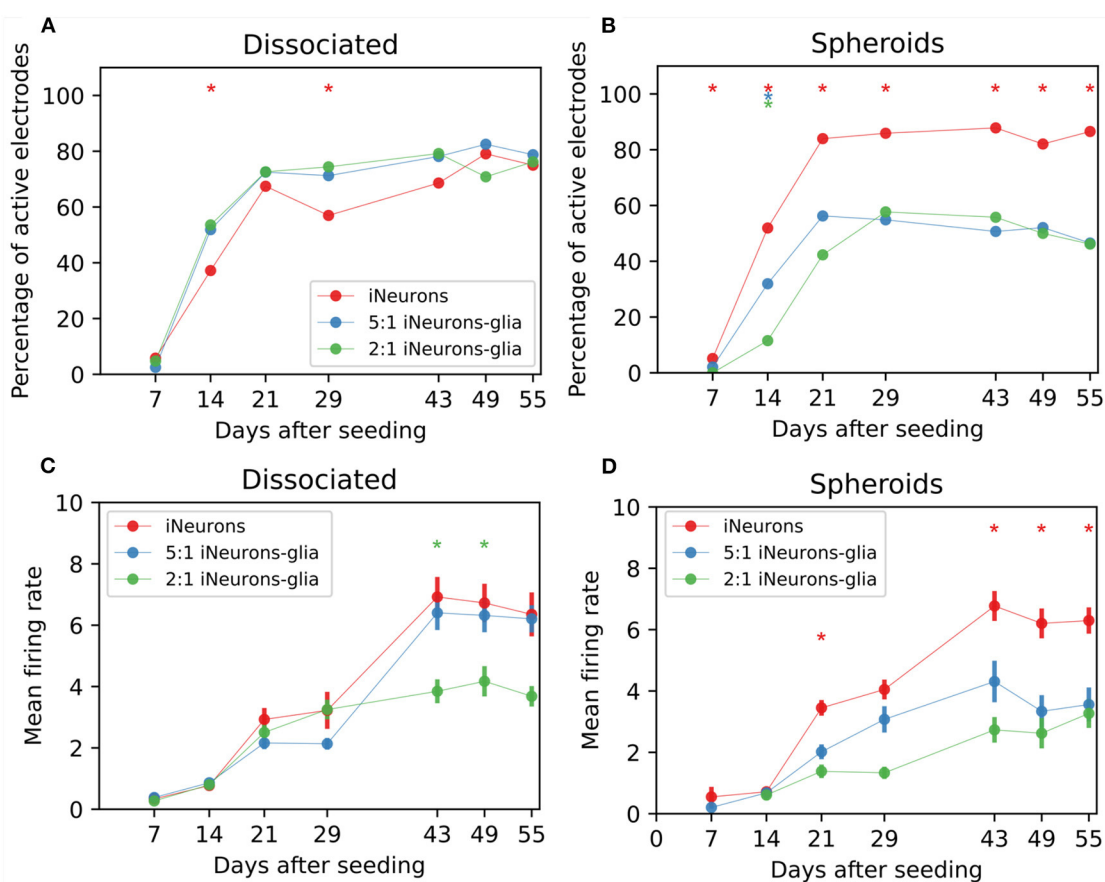 A
Dissociated
Percentage of active electrodes
* *
100
80
60
40
20
0
iNeurons
5:1 iNeurons-glia
2:1 iNeurons-glia
7 14 21 29 43 49 55
Days after seeding
B
Spheroids
Percentage of active electrodes
* * * * * * *
*
*
100
80
60
40
20
0
7 14 21 29 43 49 55
Days after seeding
C
Dissociated
Mean firing rate
10
8
6
4
2
0
iNeurons
5:1 iNeurons-glia
2:1 iNeurons-glia
* *
7 14 21 29 43 49 55
Days after seeding
D
Spheroids
Mean firing rate
10
8
6
4
2
0
iNeurons
5:1 iNeurons-glia
2:1 iNeurons-glia
* * *
*
0 7 14 21 29 43 49 55
Days after seeding